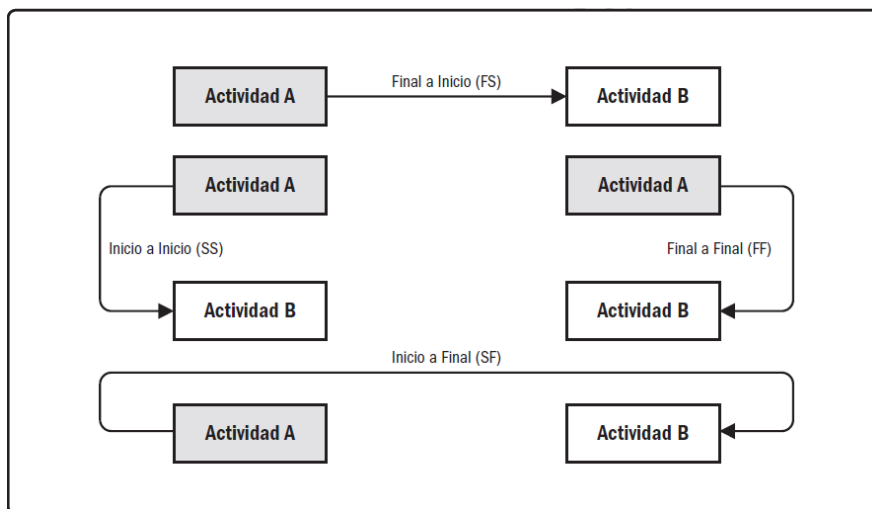 Actividad A
Final a Inicio (FS)
Actividad B
Actividad A
Actividad A
Inicio a Inicio (SS)
Final a Final (FF)
Actividad B
Actividad B
Inicio a Final (SF)
Actividad A
Actividad B